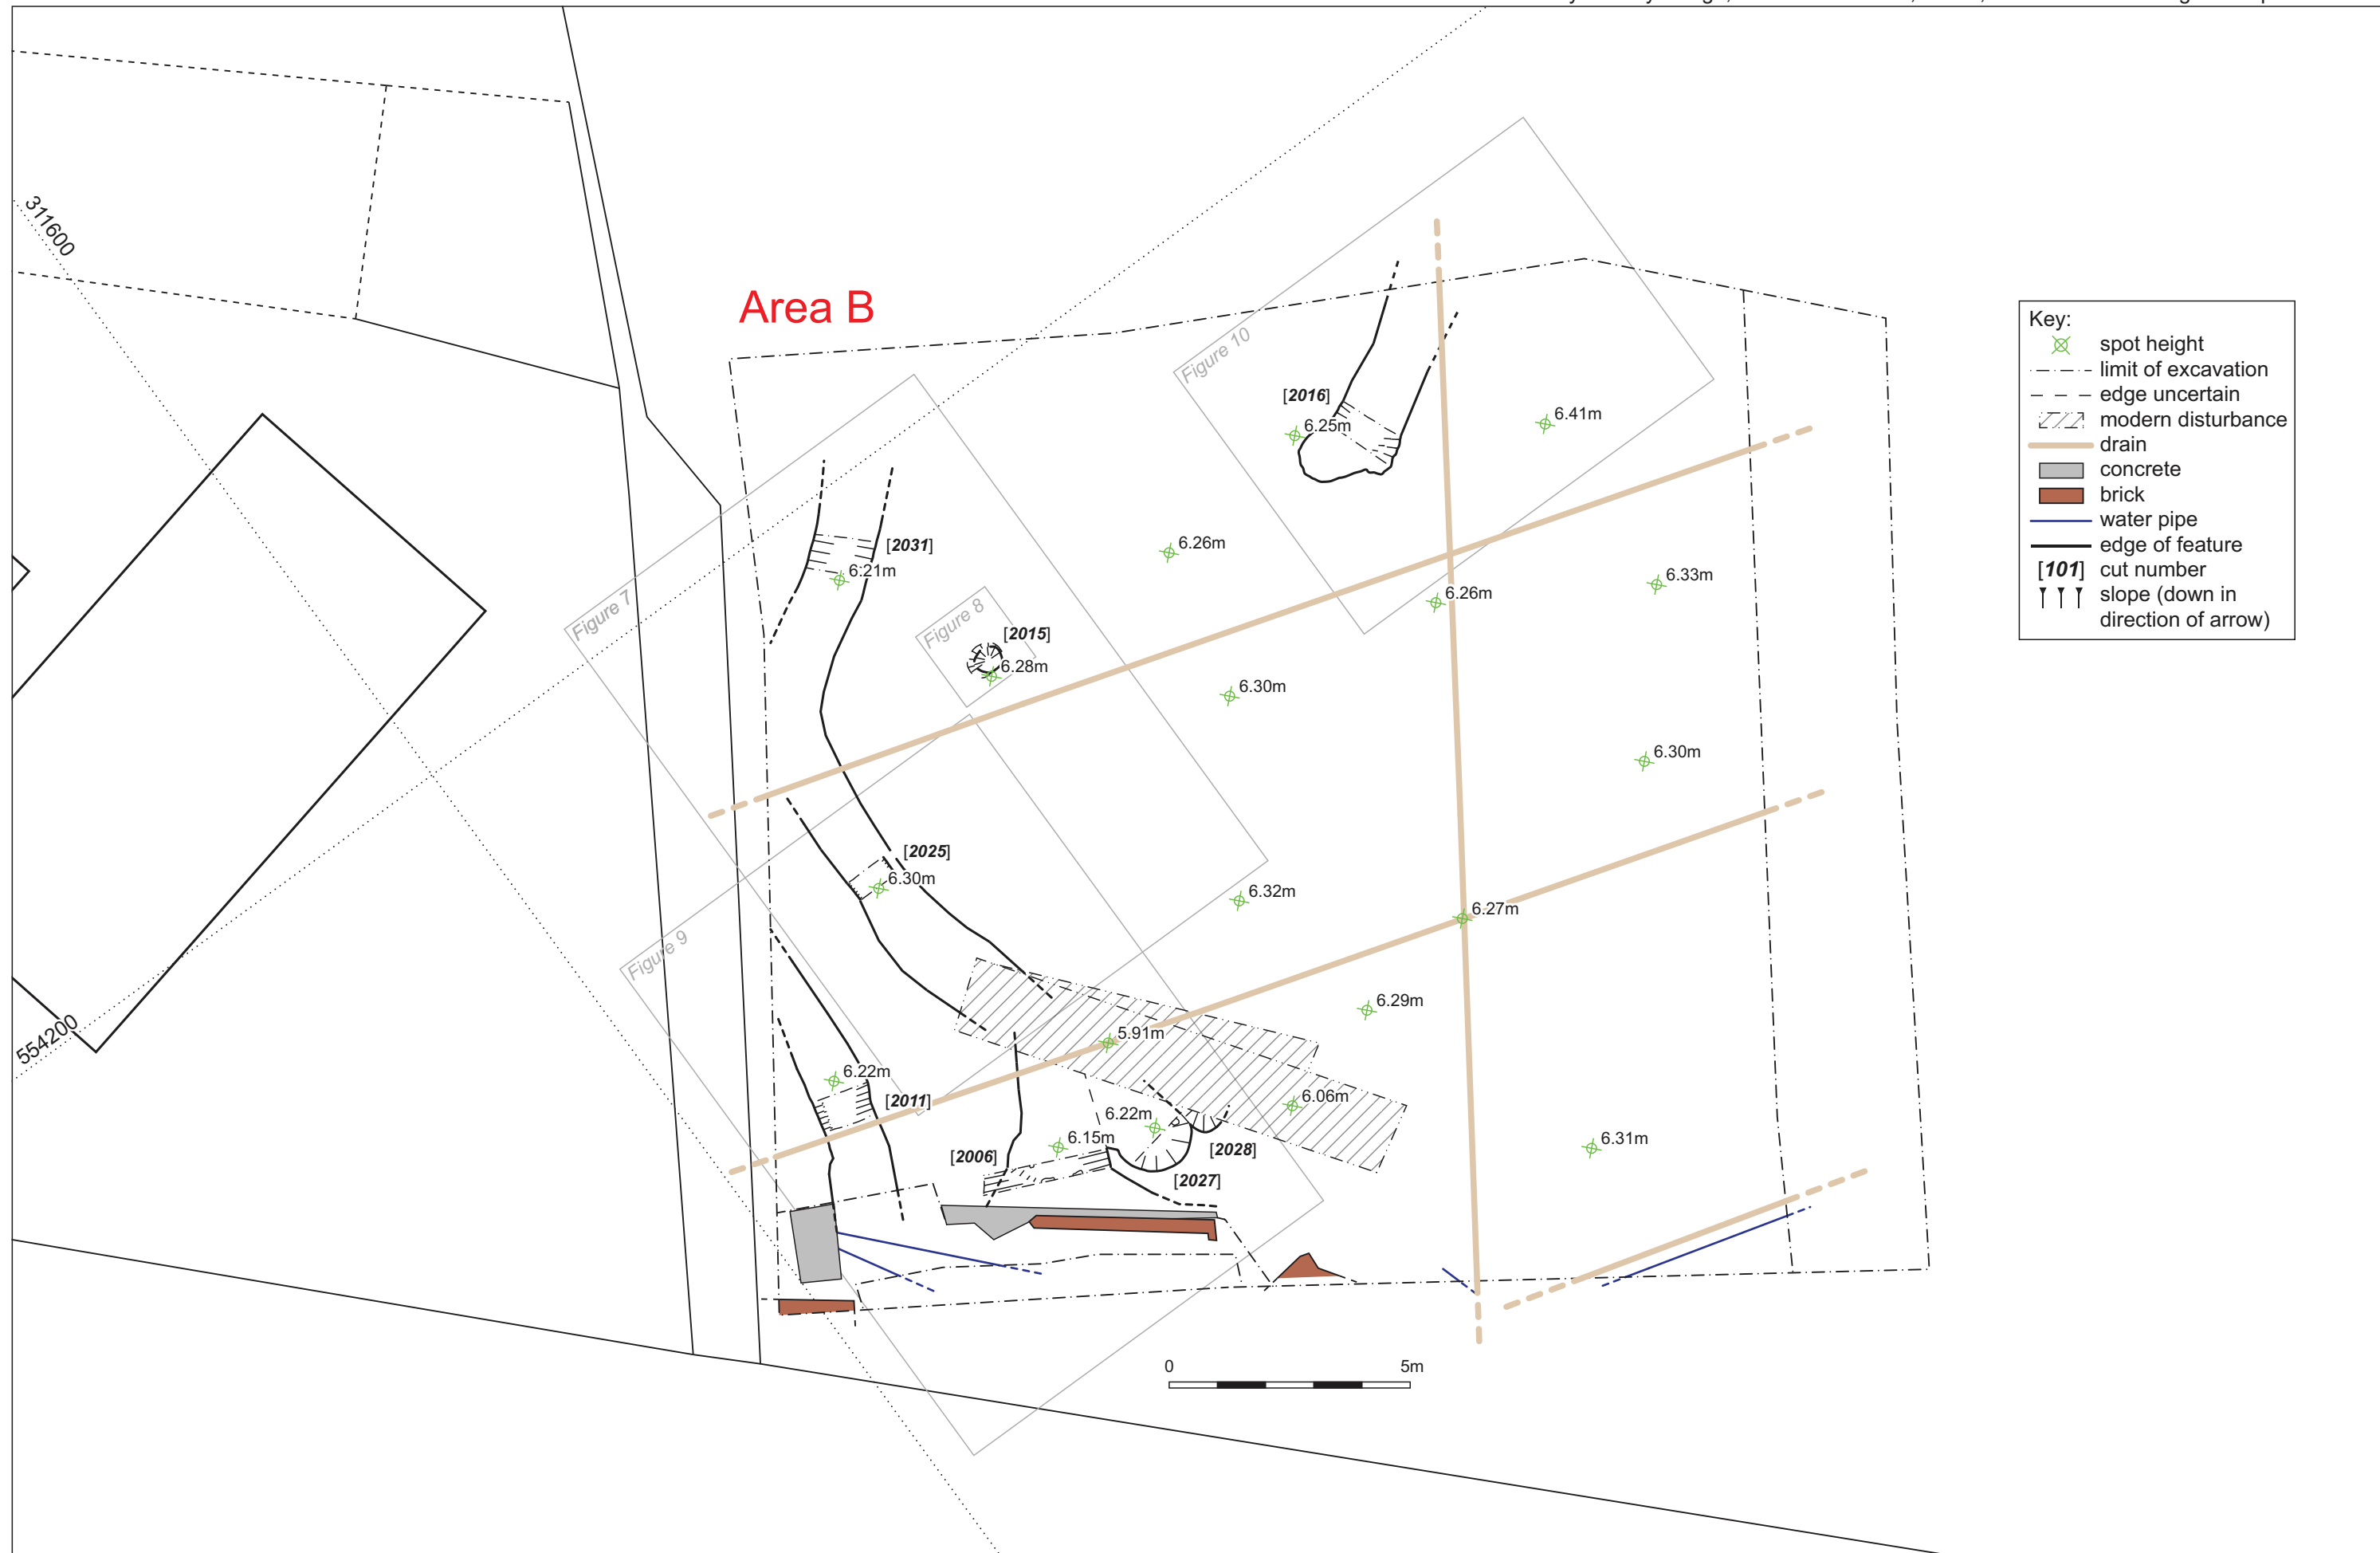 311600
Area B
Figure 10
[2016]
6.25m
6.41m
Key:
spot height
limit of excavation
edge uncertain
modern disturbance
drain
concrete
brick
water pipe
edge of feature
[101] cut number
slope (down in
direction of arrow)
[2031]
6.21m
6.26m
6.26m
6.33m
Figure 7
Figure 8
[2015]
6.28m
6.30m
6.30m
[2025]
6.30m
6.32m
6.27m
Figure 9
6.29m
554200
5.91m
6.22m
[2011]
6.06m
6.22m
6.15m
[2006]
[2028]
[2027]
6.31m
0 5m